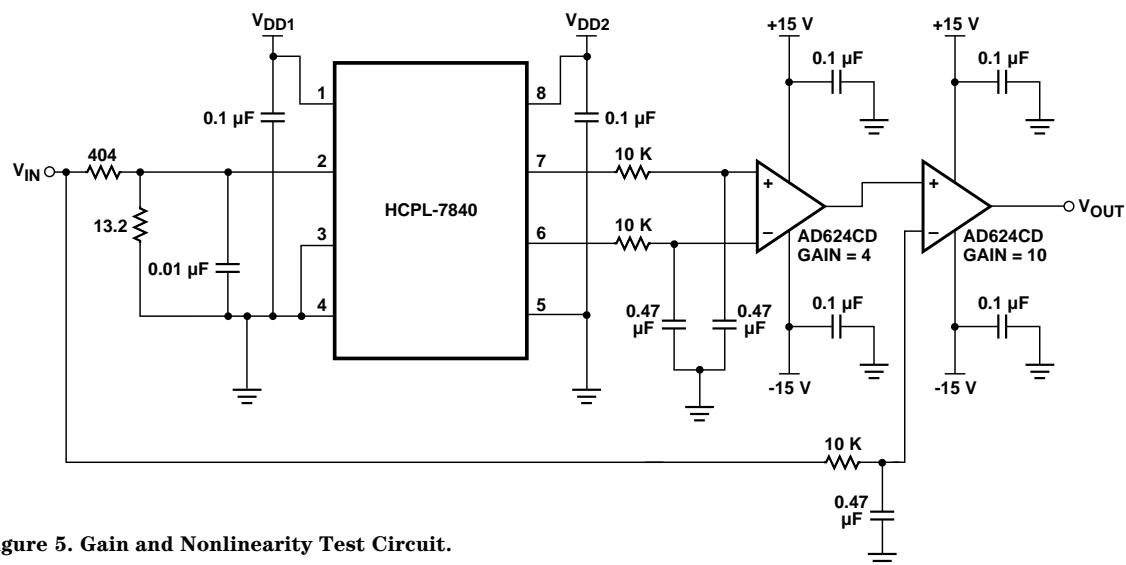 VDD1
VDD2
+15 V
+15 V
0.1 µF
0.1 µF
1
8
0.1 µF
0.1 µF
404
10 K
VIN
2
7
+
+
HCPL-7840
VOUT
13.2
10 K
3
6
−
−
AD624CD
GAIN = 4
AD624CD
GAIN = 10
0.01 µF
4
5
0.47
µF
0.47
µF
0.1 µF
0.1 µF
-15 V
-15 V
10 K
0.47
µF
gure 5. Gain and Nonlinearity Test Circuit.